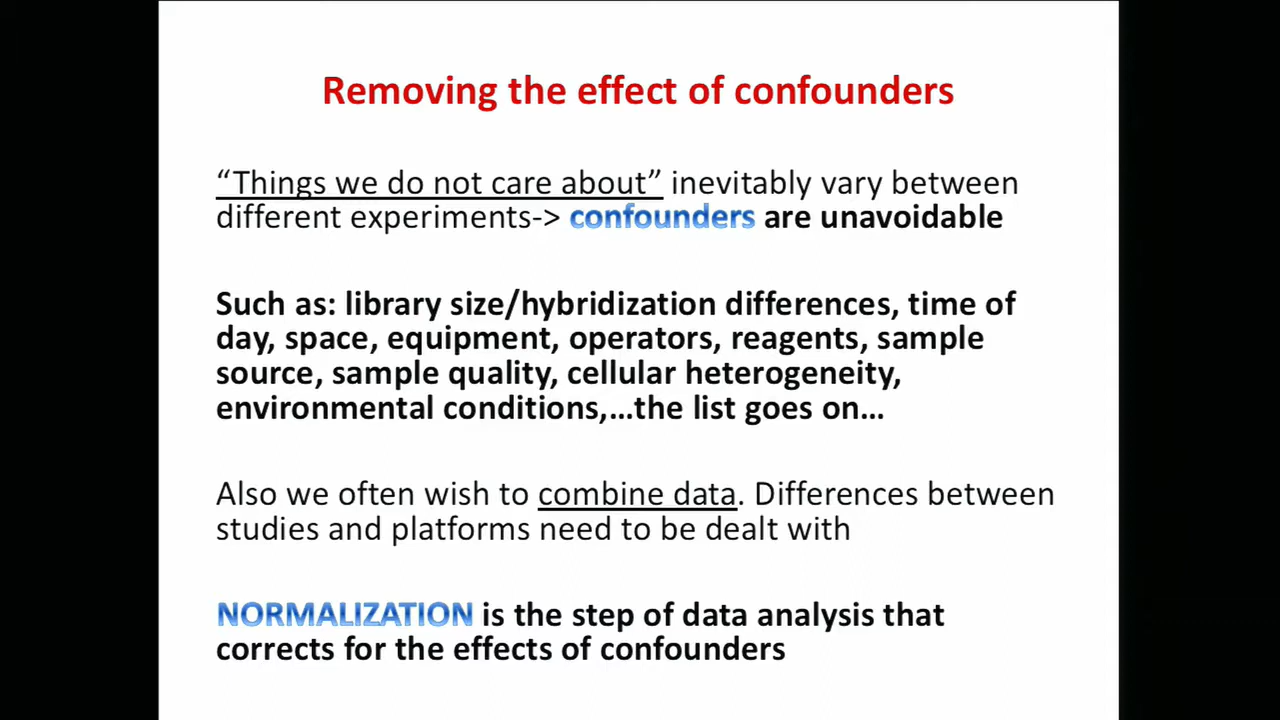 Removing the effect of confounders
“Things we do not care about” inevitably vary between
different experiments-> confounders are unavoidable
Such as: library size/hybridization differences, time of
day, space, equipment, operators, reagents, sample
source, sample quality, cellular heterogeneity,
environmental conditions,...the list goes on...
Also we often wish to combine data. Differences between
studies and platforms need to be dealt with
NORMALIZATION is the step of data analysis that
corrects for the effects of confounders